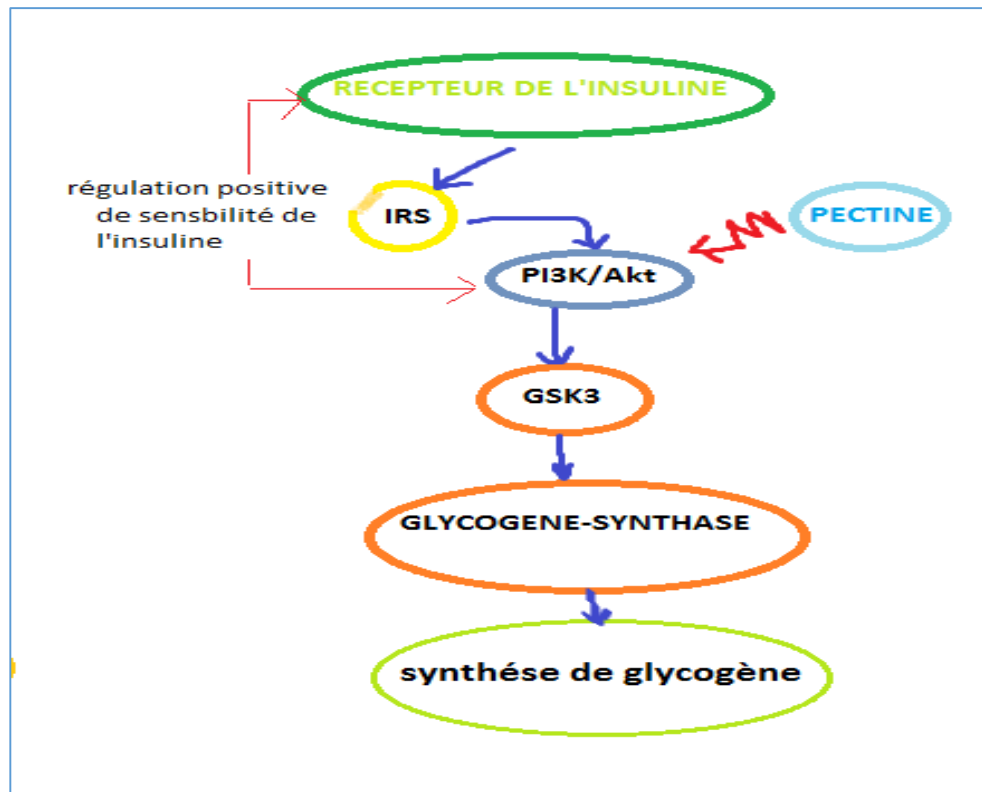 RECEPTEUR DE L'INSULINE
régulation positive
de sensbilité de
l'insuline
IRS
PECTINE
PI3K/Akt
GSK3
GLYCOGENE-SYNTHASE
synthése de glycogène